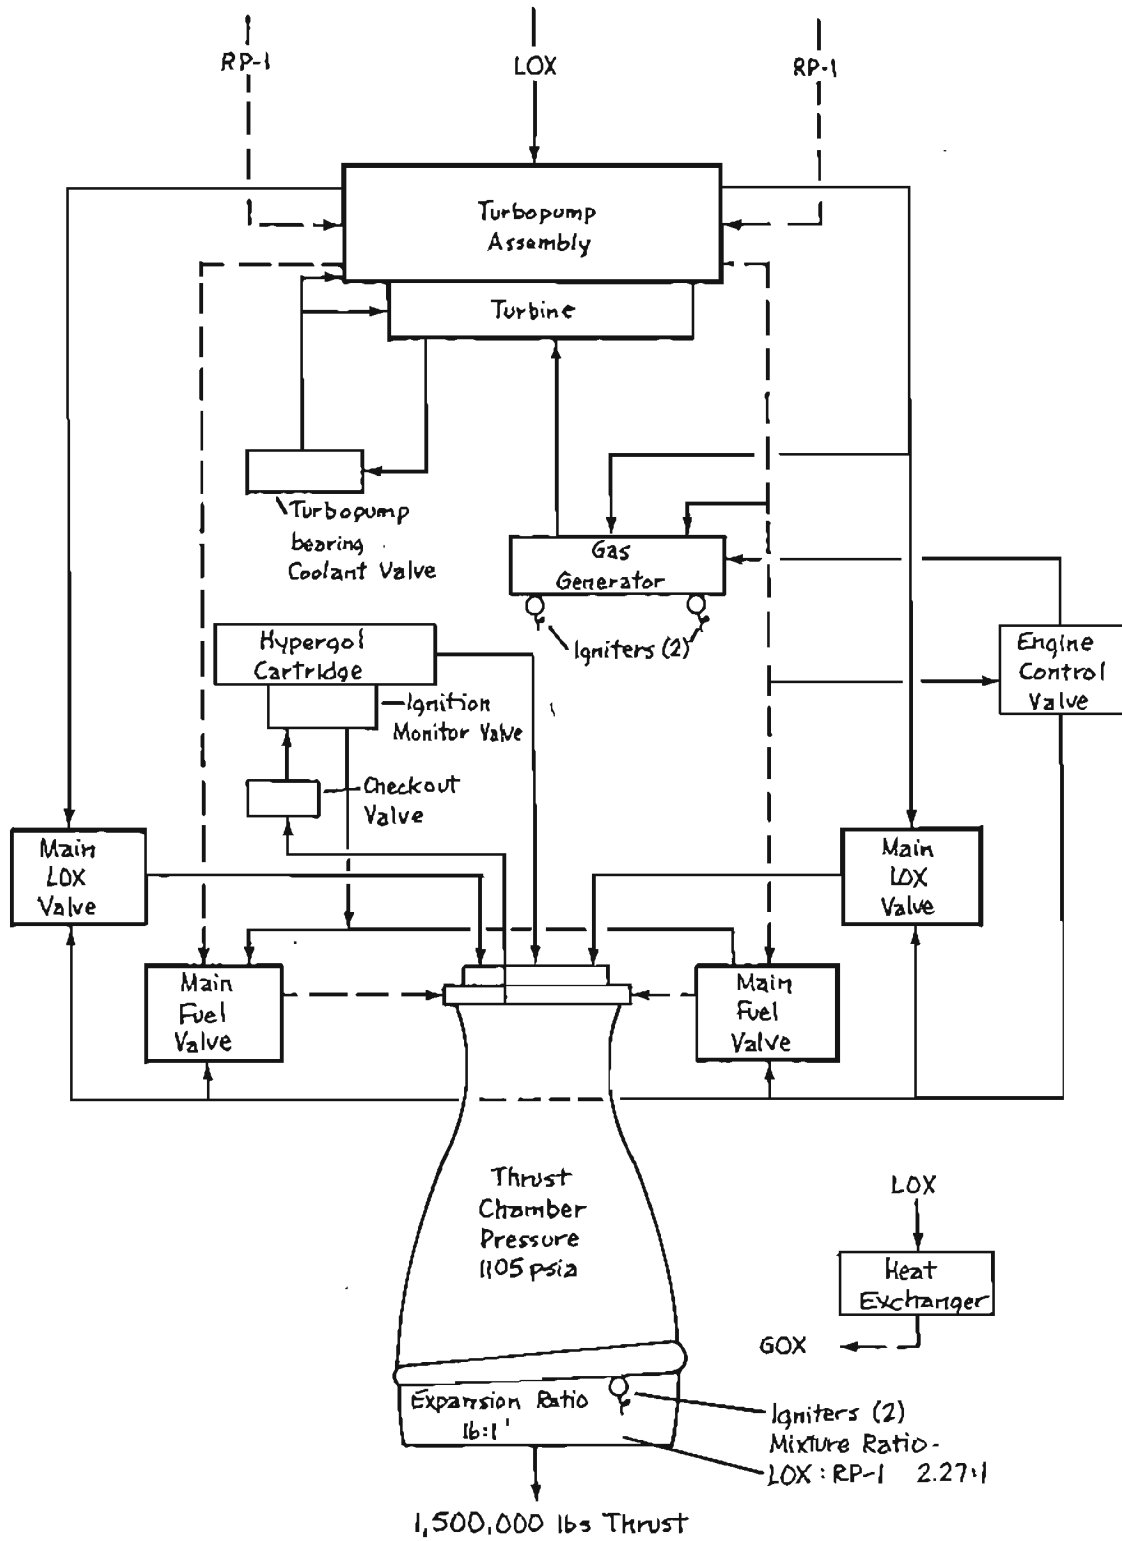 RP-1
LOX
RP-1
Turbopump
Assembly
Turbine
Turbopump
bearing
Coolant Valve
Gas
Generator
Igniters (2)
Hypergol
Cartridge
Ignition
Monitor Valve
Engine
Control
Valve
Checkout
Valve
Main
LOX
Valve
Main
LOX
Valve
Main
Fuel
Valve
Main
Fuel
Valve
Thrust
Chamber
Pressure
1105 psia
LOX
Heat
Exchanger
GOX
Expansion Ratio
16:1
Igniters (2)
Mixture Ratio-
LOX : RP-1 2.27:1
1,500,000 lbs Thrust